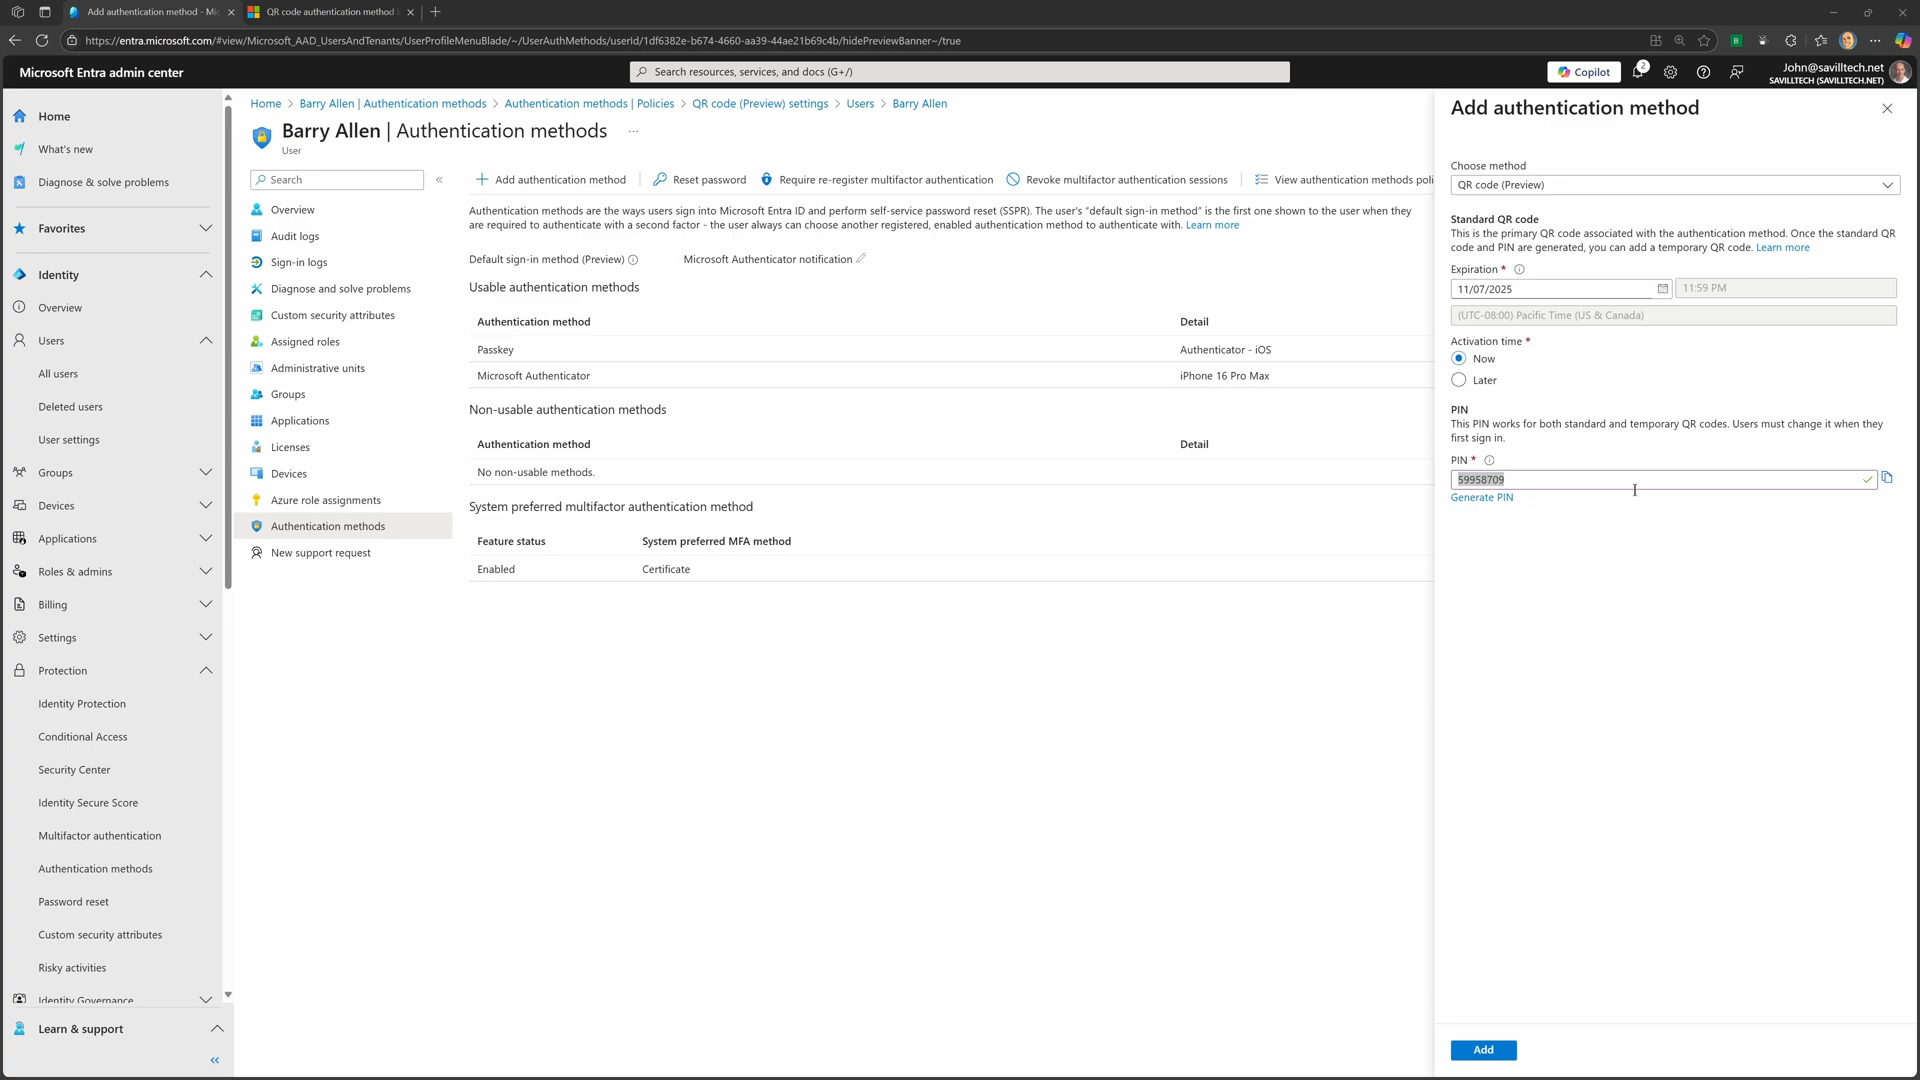 Add authentication method - Mic
QR code authentication method i
https://entra.microsoft.com/#view/Microsoft_AAD_UsersAndTenants/UserProfileMenuBlade/~/UserAuthMethods/userId/1df6382e-b674-4660-aa39-44ae21b69c4b/hidePreviewBanner~/true
Microsoft Entra admin center
Search resources, services, and docs (G+/)
Copilot
2
John@savilltech.net
SAVILLTECH (SAVILLTECH.NET)
Home
What's new
Diagnose & solve problems
Favorites
Identity
Overview
Users
All users
Deleted users
User settings
Groups
Devices
Applications
Roles & admins
Billing
Settings
Protection
Identity Protection
Conditional Access
Security Center
Identity Secure Score
Multifactor authentication
Authentication methods
Password reset
Custom security attributes
Risky activities
Identity Governance
Learn & support
Home > Barry Allen | Authentication methods > Authentication methods | Policies > QR code (Preview) settings > Users > Barry Allen
Barry Allen | Authentication methods ...
User
Search
Overview
Audit logs
Sign-in logs
Diagnose and solve problems
Custom security attributes
Assigned roles
Administrative units
Groups
Applications
Licenses
Devices
Azure role assignments
Authentication methods
New support request
Add authentication method
Reset password
Require re-register multifactor authentication
Revoke multifactor authentication sessions
View authentication methods poli
Authentication methods are the ways users sign into Microsoft Entra ID and perform self-service password reset (SSPR). The user's "default sign-in method" is the first one shown to the user when they
are required to authenticate with a second factor - the user always can choose another registered, enabled authentication method to authenticate with. Learn more
Default sign-in method (Preview)
Microsoft Authenticator notification
Usable authentication methods
Authentication method
Detail
Passkey
Authenticator - iOS
Microsoft Authenticator
iPhone 16 Pro Max
Non-usable authentication methods
Authentication method
Detail
No non-usable methods.
System preferred multifactor authentication method
Feature status
System preferred MFA method
Enabled
Certificate
Add authentication method
Choose method
QR code (Preview)
Standard QR code
This is the primary QR code associated with the authentication method. Once the standard QR
code and PIN are generated, you can add a temporary QR code. Learn more
Expiration *
11/07/2025
11:59 PM
(UTC-08:00) Pacific Time (US & Canada)
Activation time *
Now
Later
PIN
This PIN works for both standard and temporary QR codes. Users must change it when they
first sign in.
PIN *
59958709
Generate PIN
Add